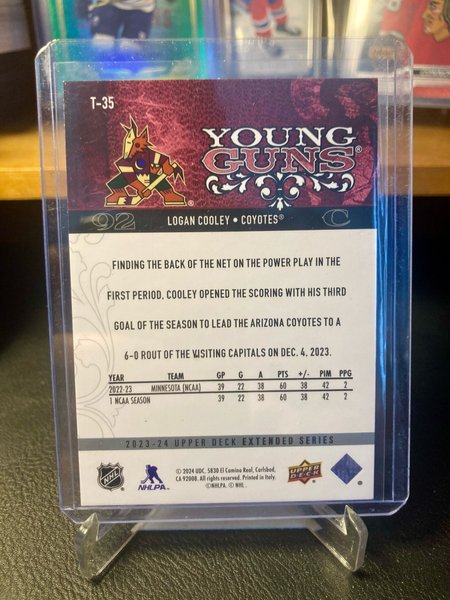 T-35
YOUNG
GUNS®
92 LOGAN COOLEY • COYOTES® C
FINDING THE BACK OF THE NET ON THE POWER PLAY IN THE
FIRST PERIOD, COOLEY OPENED THE SCORING WITH HIS THIRD
GOAL OF THE SEASON TO LEAD THE ARIZONA COYOTES TO A
6-0 ROUT OF THE VISITING CAPITALS ON DEC. 4, 2023.
YEAR TEAM GP G A PTS +/- PIM PPG
2022-23 MINNESOTA (NCAA) 39 22 38 60 38 42 2
1 NCAA SEASON 39 22 38 60 38 42 2
2023-24 UPPER DECK EXTENDED SERIES
NHL
NHLPA.
© 2024 UDC. 5830 El Camino Real, Carlsbad,
CA 92008. All rights reserved. Printed in Italy.
©NHLPA. © NHL.
UPPER DECK